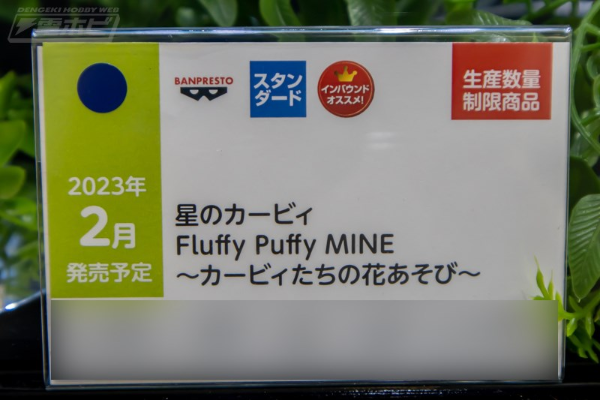 DENGEKI HOBBY WEB
電ホビ
BANPRESTO
スタン
ダード
インバウンド
オススメ!
生産数量
制限商品
2023年
2月
発売予定
星のカービィ
Fluffy Puffy MINE
～カービィたちの花あそび～